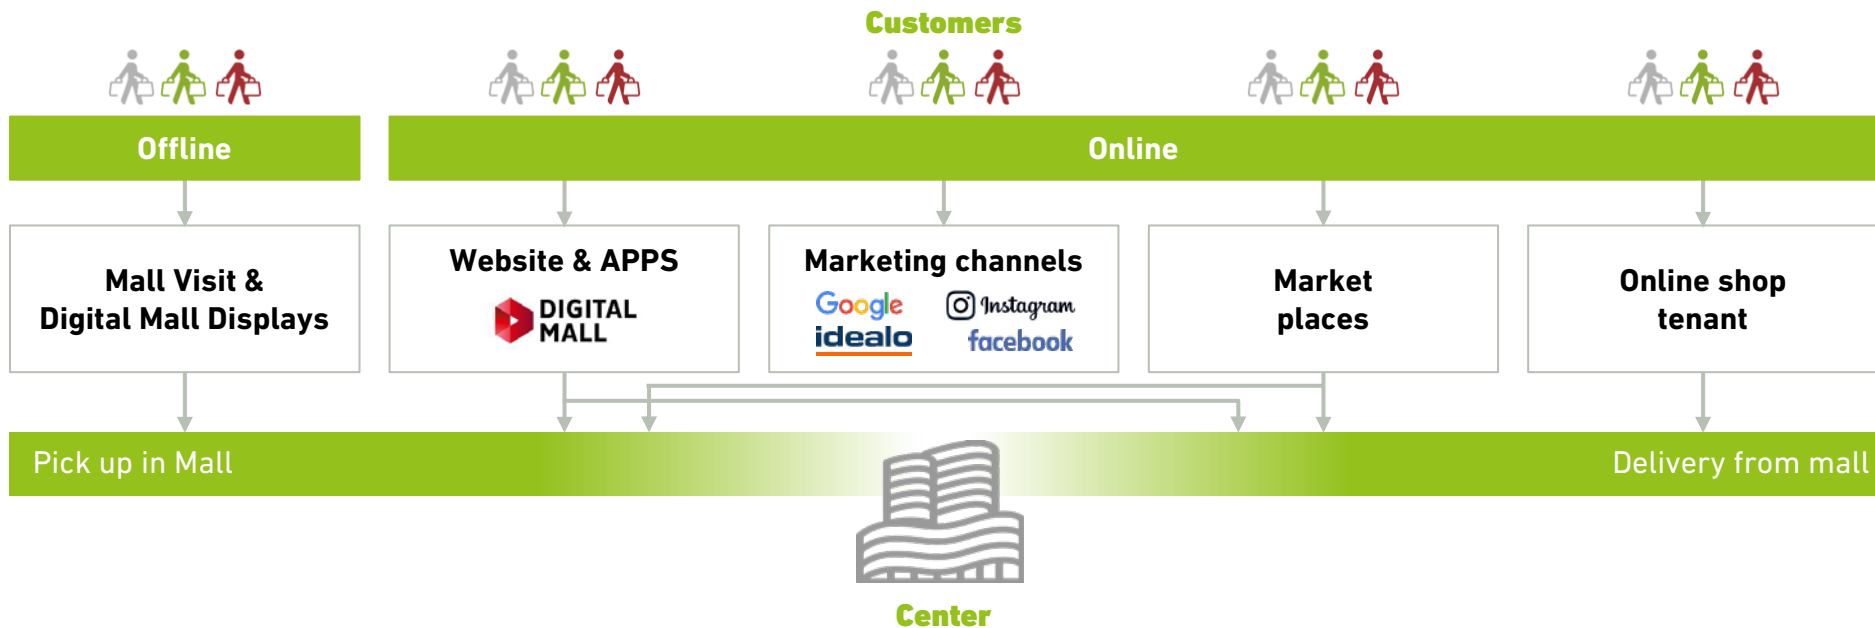 Customers
Offline
Online
Mall Visit &
Digital Mall Displays
Website & APPS
DIGITAL
MALL
Marketing channels
Google
Instagram
idealo
facebook
Market
places
Online shop
tenant
Pick up in Mall
Delivery from mall
Center